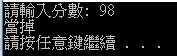 請輸入分數: 98
當掉
請按任意鍵繼續 . . .